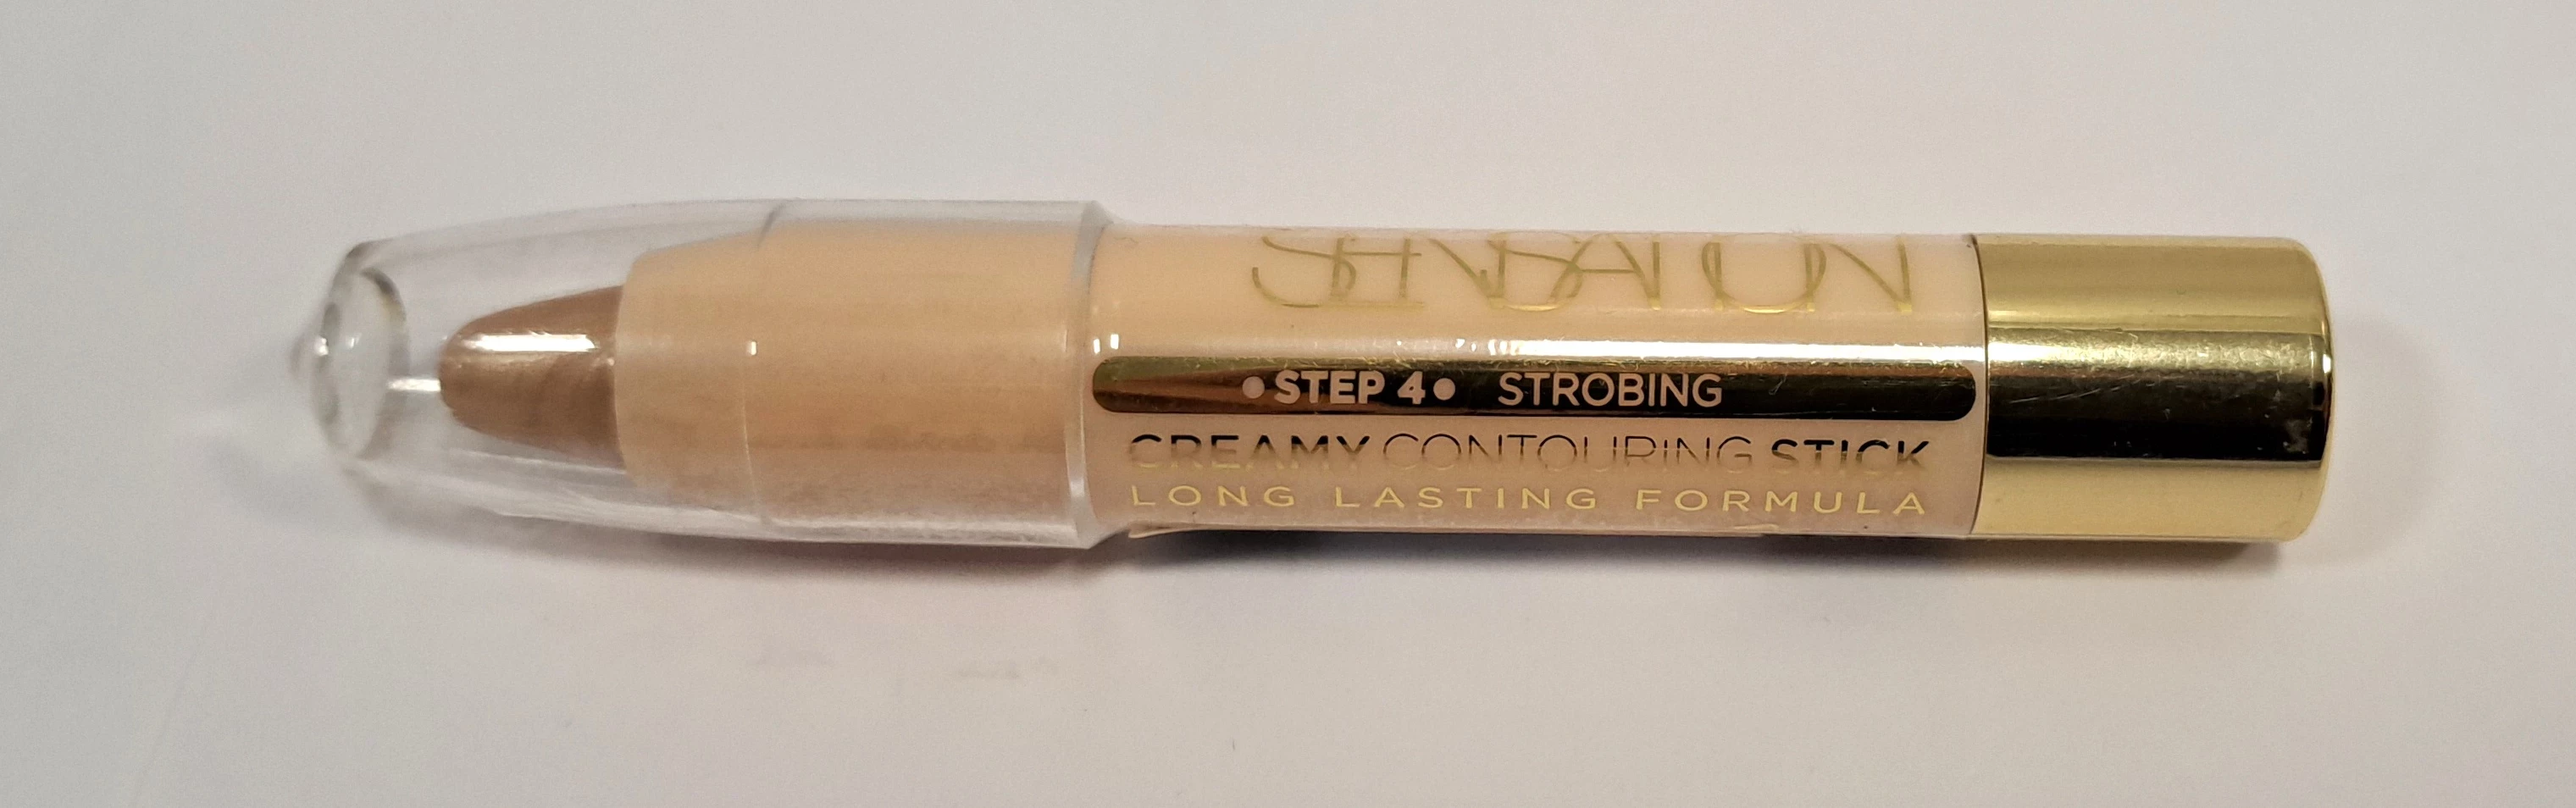 SENSATION
• STEP 4 • STROBING
CREAMY CONTOURING STICK
LONG LASTING FORMULA